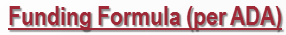 Funding Formula (per ADA)